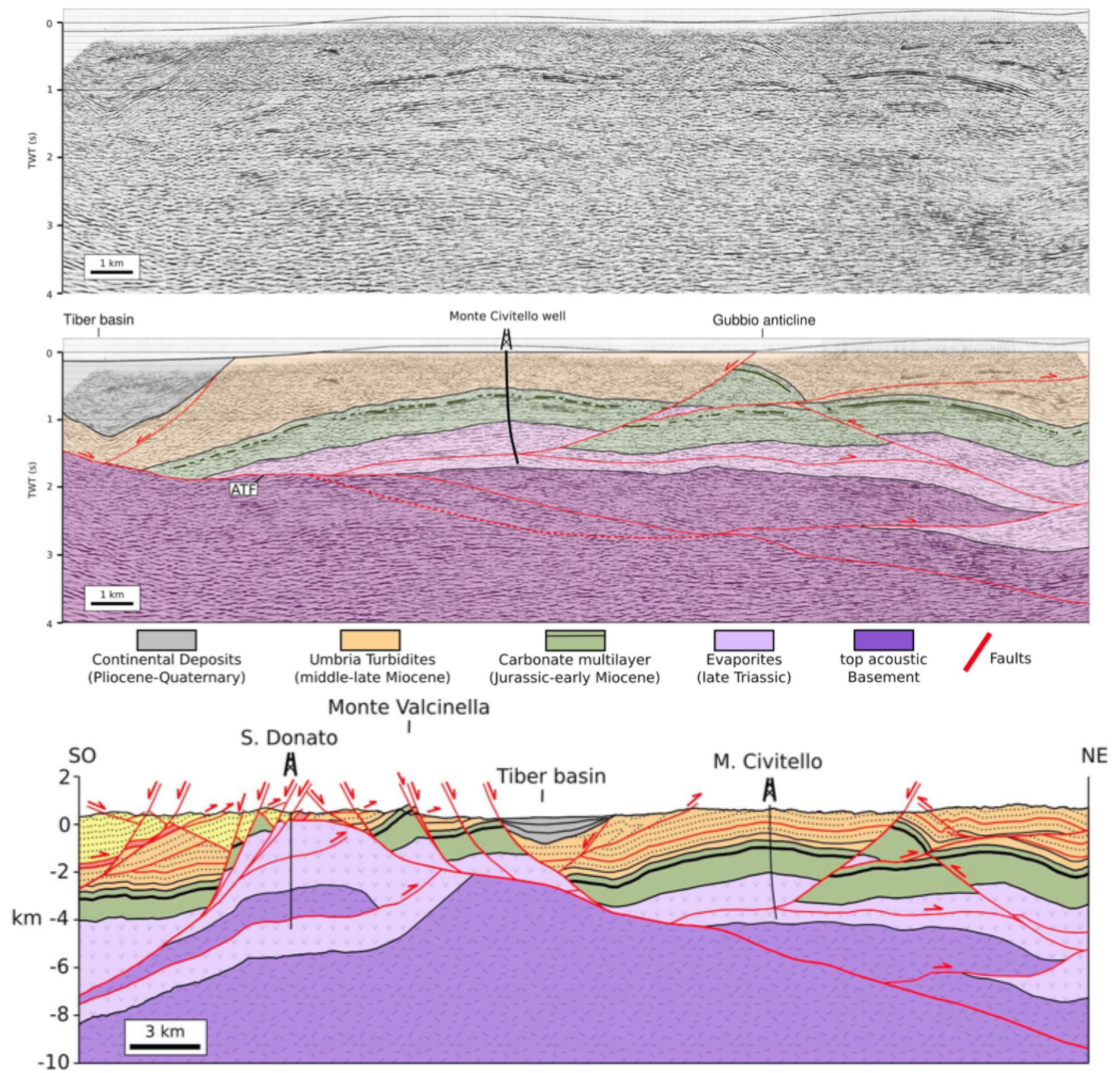 0
1
2
3
4
TWT (s)
1 km
Tiber basin
Monte Civitello well
Gubbio anticline
0
1
2
3
4
TWT (s)
ATF
1 km
Continental Deposits
(Pliocene-Quaternary)
Umbria Turbidites
(middle-late Miocene)
Carbonate multilayer
(Jurassic-early Miocene)
Evaporites
(late Triassic)
top acoustic
Basement
Faults
Monte Valcinella
S. Donato
SO
Tiber basin
M. Civitello
NE
2
0
-2
km
-4
-6
-8
-10
3 km